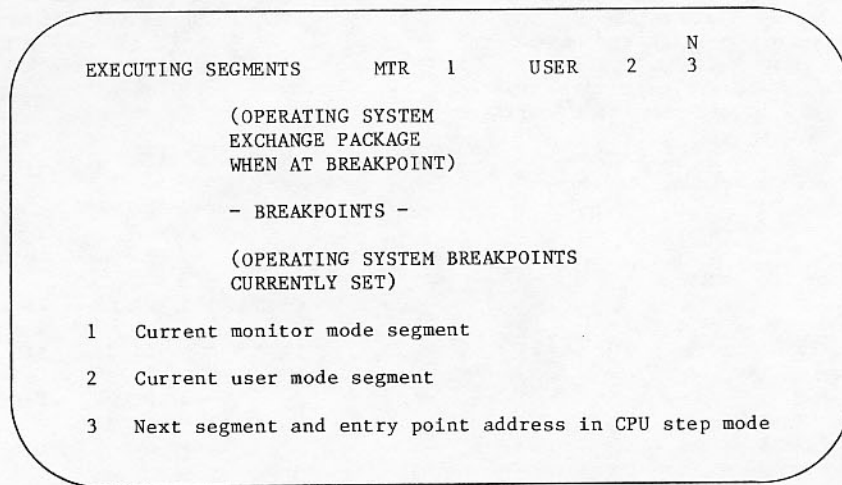 N
EXECUTING SEGMENTS MTR 1 USER 2 3
(OPERATING SYSTEM
EXCHANGE PACKAGE
WHEN AT BREAKPOINT)
- BREAKPOINTS -
(OPERATING SYSTEM BREAKPOINTS
CURRENTLY SET)
1 Current monitor mode segment
2 Current user mode segment
3 Next segment and entry point address in CPU step mode